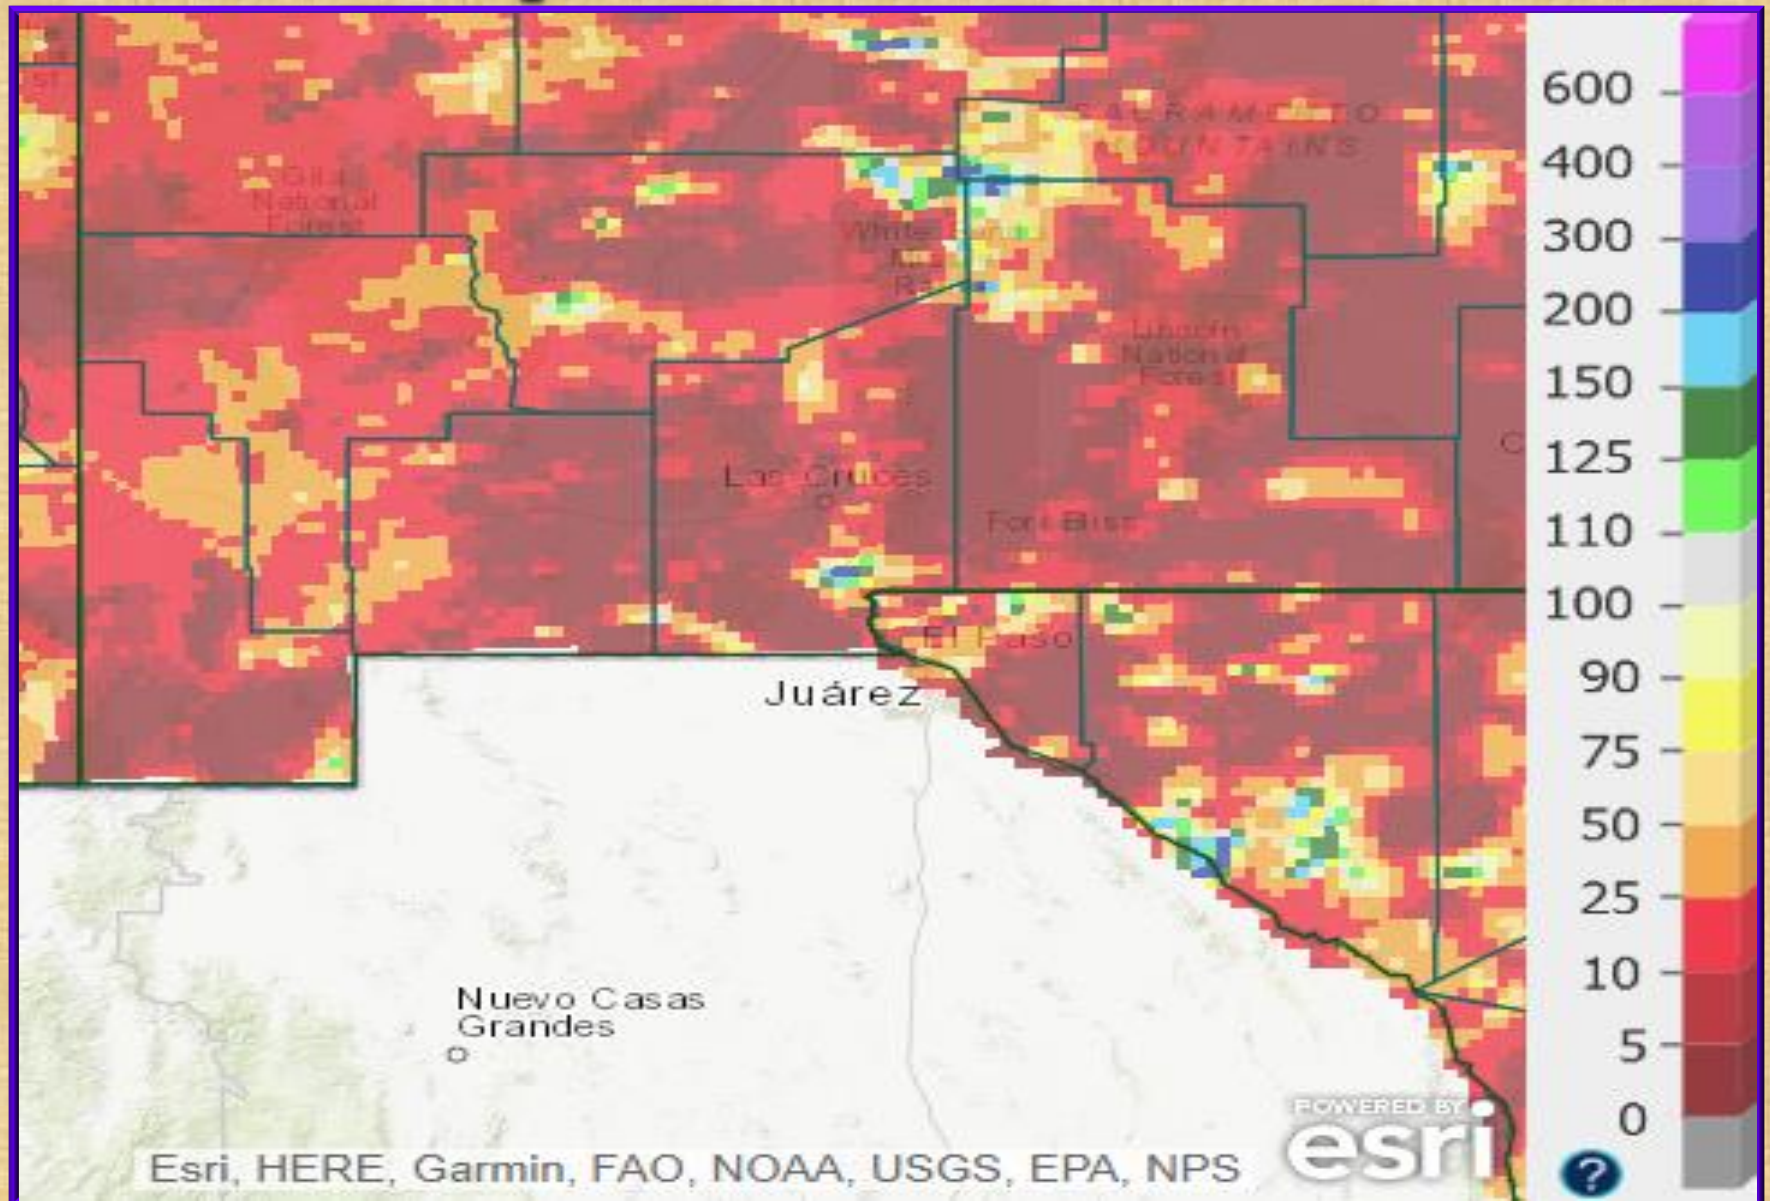 SACRAMENTO
MOUNTAINS
Gila
National
Forest
White Sands
Lincoln
National
Forest
Las Cruces
Fort Bliss
El Paso
Juárez
Nuevo Casas
Grandes
POWERED BY
esri
Esri, HERE, Garmin, FAO, NOAA, USGS, EPA, NPS
600
400
300
200
150
125
110
100
90
75
50
25
10
5
0
?